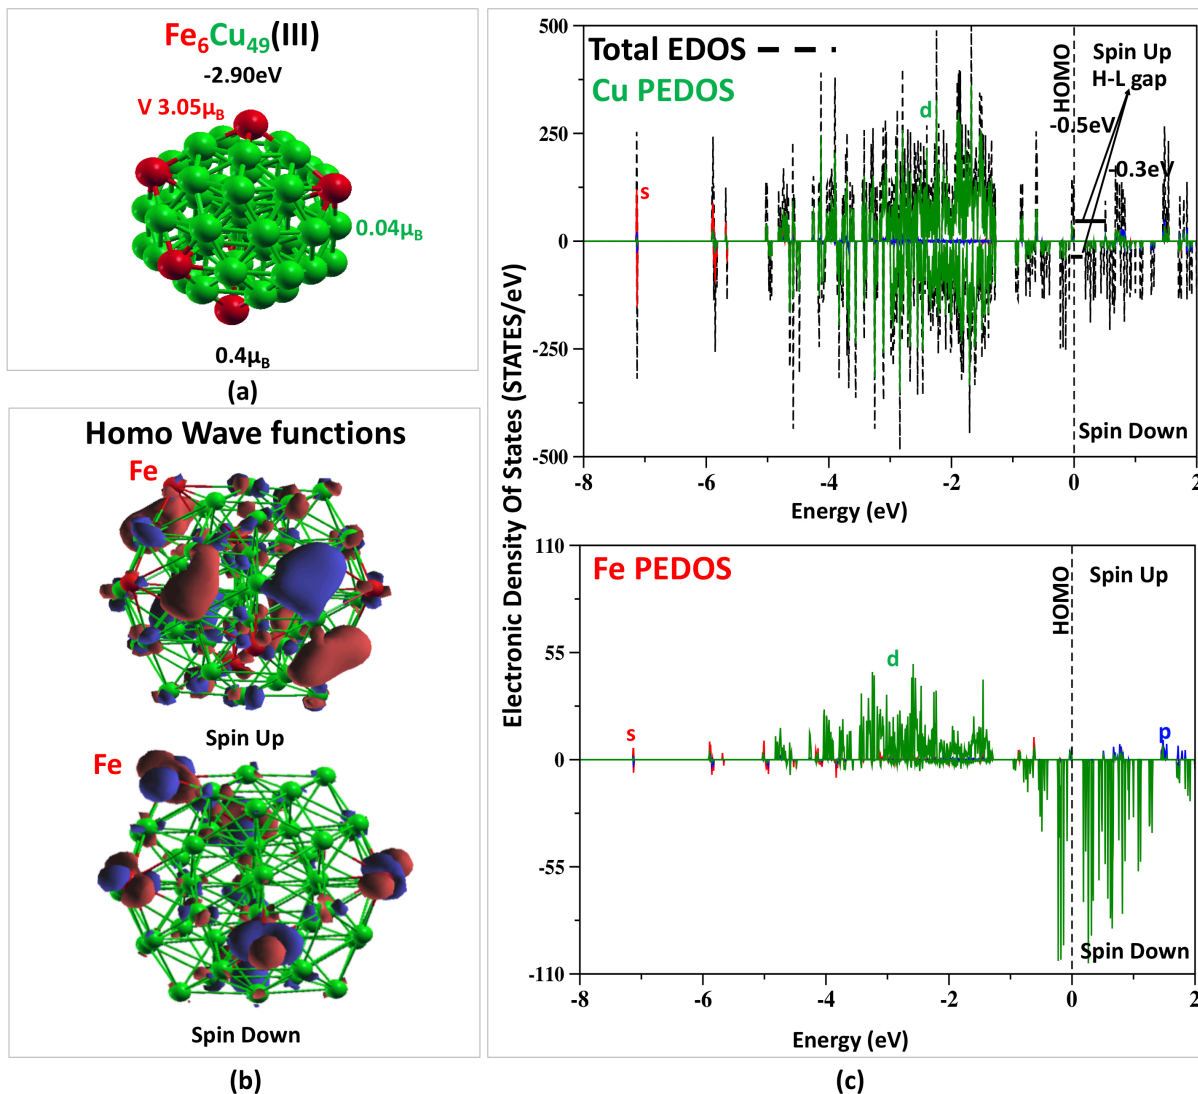 Fe₆Cu₄₉(III)
-2.90eV
V 3.05μB
0.04μB
0.4μB
(a)
Homo Wave functions
Fe
Spin Up
Fe
Spin Down
(b)
Electronic Density Of States (STATES/eV)
500
250
0
-250
-500
Total EDOS
Cu PEDOS
s
d
HOMO
Spin Up
H-L gap
-0.5eV
-0.3eV
Spin Down
-8
-6
-4
-2
0
2
Energy (eV)
110
55
0
-55
-110
Fe PEDOS
s
d
p
HOMO
Spin Up
Spin Down
-8
-6
-4
-2
0
2
Energy (eV)
(c)